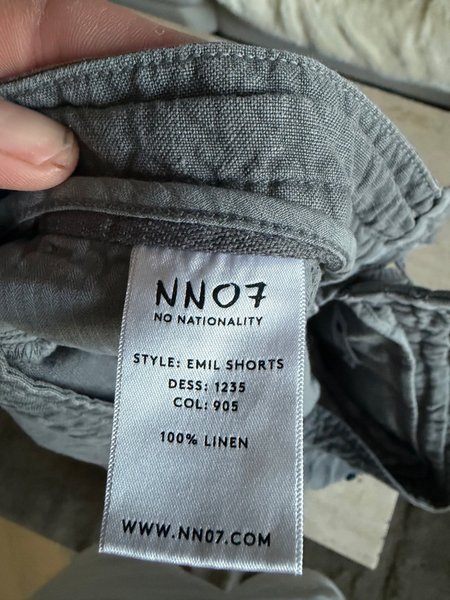 NN07
NO NATIONALITY
STYLE: EMIL SHORTS
DESS: 1235
COL: 905
100% LINEN
WWW.NN07.COM